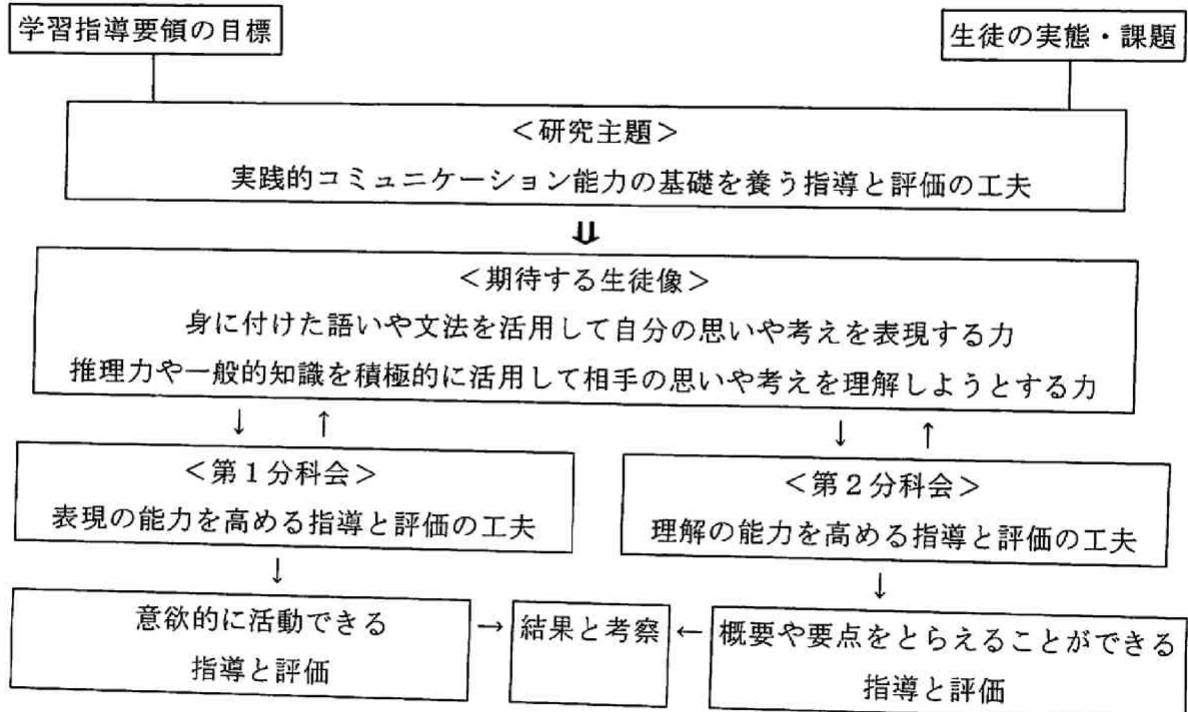 学習指導要領の目標
生徒の実態・課題
＜研究主題＞
実践的コミュニケーション能力の基礎を養う指導と評価の工夫
⇓
＜期待する生徒像＞
身に付けた語いや文法を活用して自分の思いや考えを表現する力
推理力や一般的知識を積極的に活用して相手の思いや考えを理解しようとする力
↓ ↑
↓ ↑
＜第１分科会＞
表現の能力を高める指導と評価の工夫
＜第２分科会＞
理解の能力を高める指導と評価の工夫
↓
↓
意欲的に活動できる
指導と評価
→ 結果と考察 ←
概要や要点をとらえることができる
指導と評価